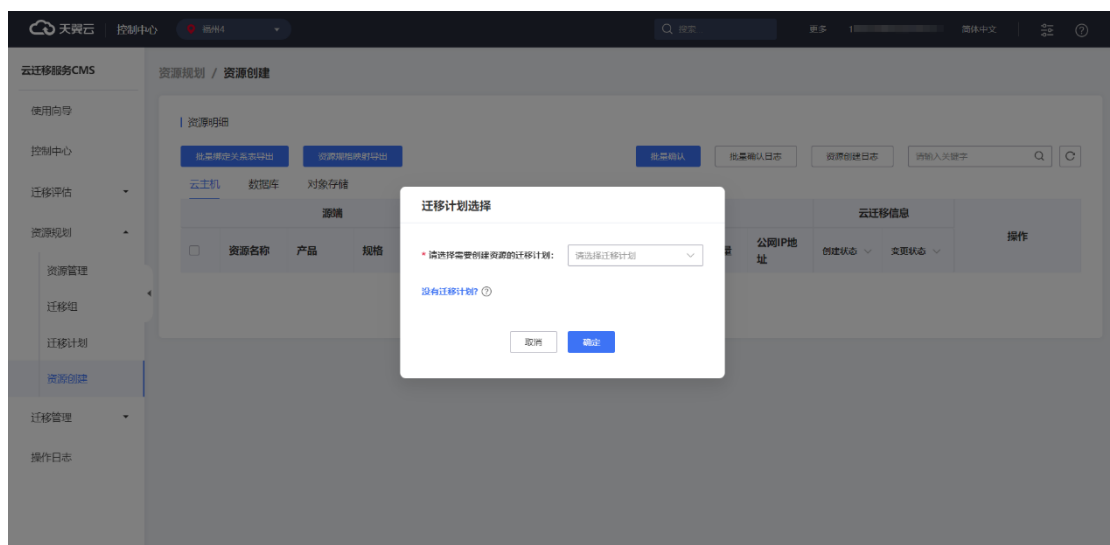 天翼云 控制中心 更多 1 简体中文
云迁移服务CMS
资源规划 / 资源创建
使用向导
控制中心
迁移评估
资源规划
资源管理
迁移组
迁移计划
资源创建
迁移管理
操作日志
资源明细
批量绑定关系表导出 资源规格映射导出 批量确认 批量确认日志 资源创建日志 请输入关键字
云主机 数据库 对象存储
源端 云迁移信息
资源名称 产品 规格 公网IP地址 创建状态 变更状态 操作
迁移计划选择
* 请选择需要创建资源的迁移计划: 请选择迁移计划
没有迁移计划?
取消 确定